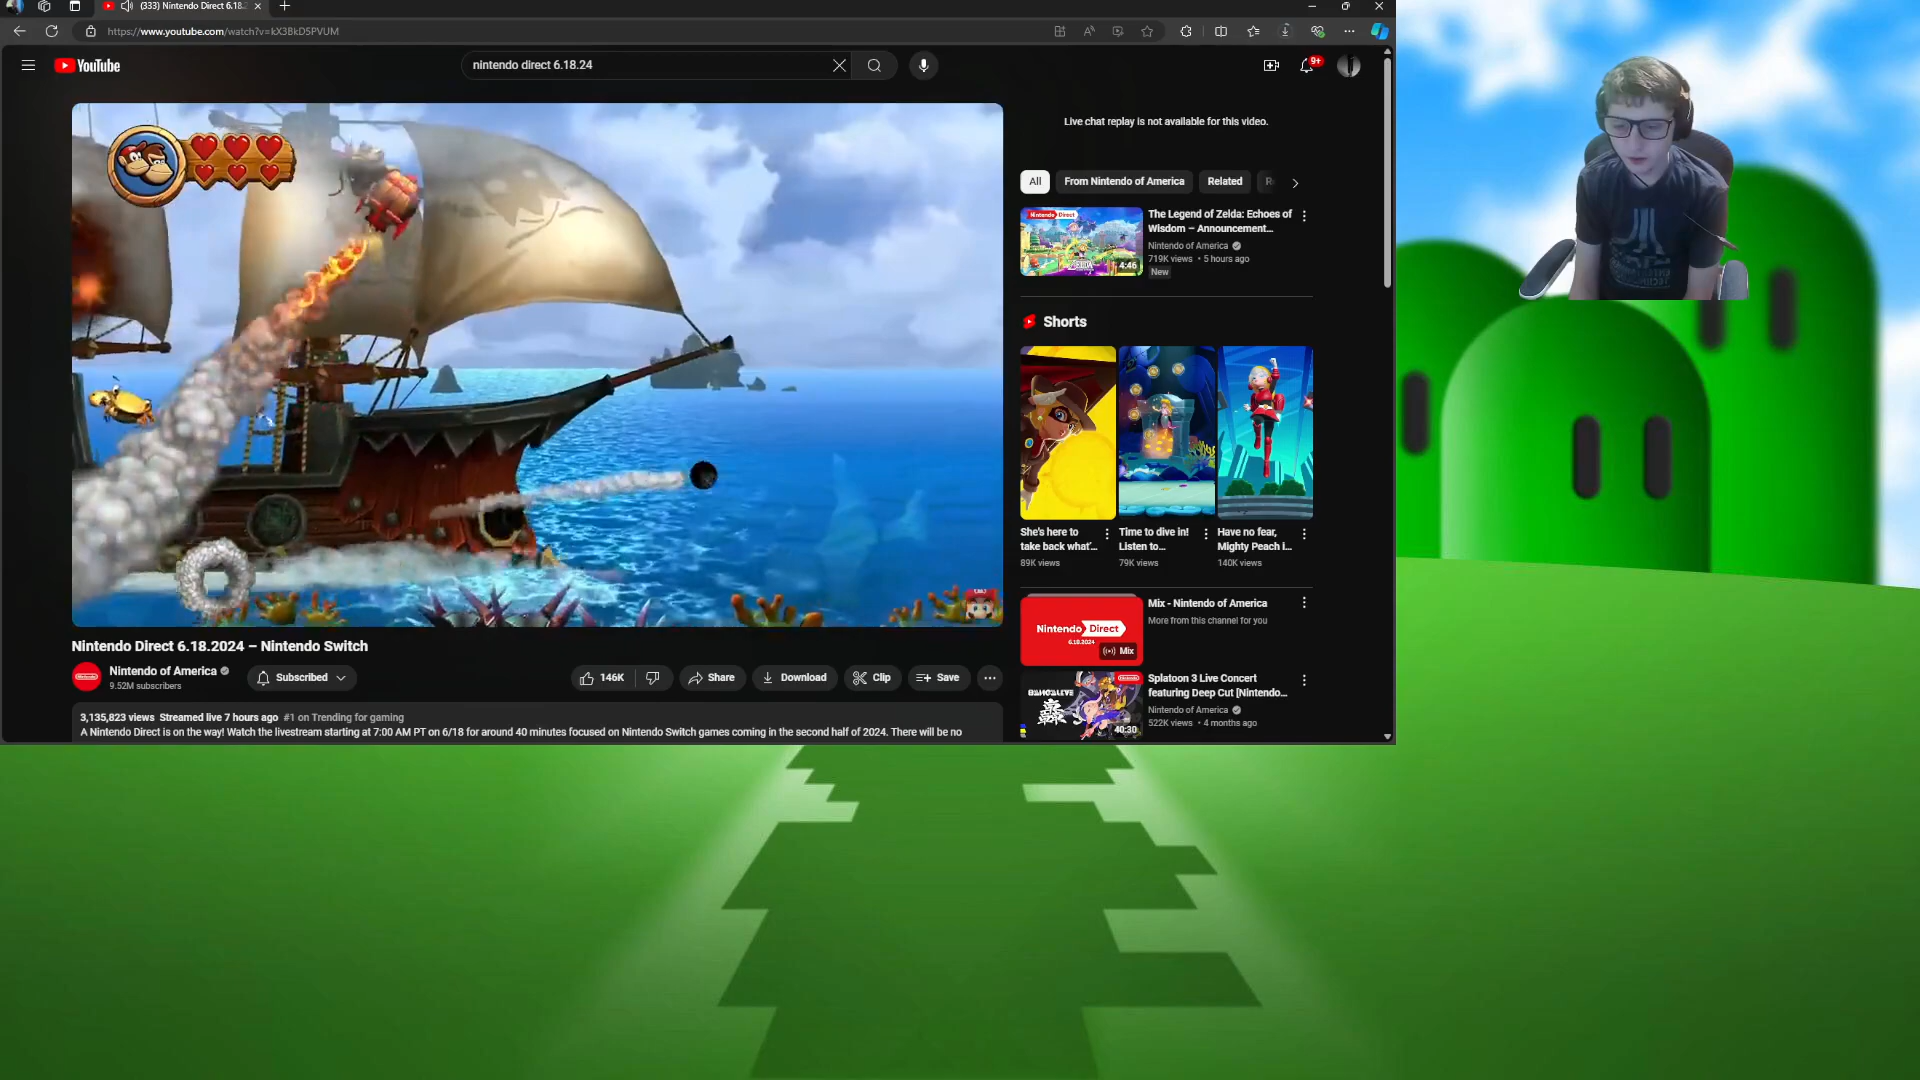 (333) Nintendo Direct 6.18.2
https://www.youtube.com/watch?v=kX3BkD5PVUM
YouTube
nintendo direct 6.18.24
9+
Live chat replay is not available for this video.
All
From Nintendo of America
Related
The Legend of Zelda: Echoes of
Wisdom – Announcement...
Nintendo of America
719K views • 5 hours ago
New
Nintendo Direct
4:46
Shorts
She's here to
take back what'...
89K views
Time to dive in!
Listen to...
79K views
Have no fear,
Mighty Peach i...
140K views
Nintendo Direct
6.18.2024
Mix
Mix - Nintendo of America
More from this channel for you
Splatoon 3 Live Concert
featuring Deep Cut [Nintendo...
Nintendo of America
522K views • 4 months ago
40:30
Nintendo Direct 6.18.2024 – Nintendo Switch
Nintendo of America
9.52M subscribers
Subscribed
146K
Share
Download
Clip
Save
3,135,823 views Streamed live 7 hours ago #1 on Trending for gaming
A Nintendo Direct is on the way! Watch the livestream starting at 7:00 AM PT on 6/18 for around 40 minutes focused on Nintendo Switch games coming in the second half of 2024. There will be no
ATARI